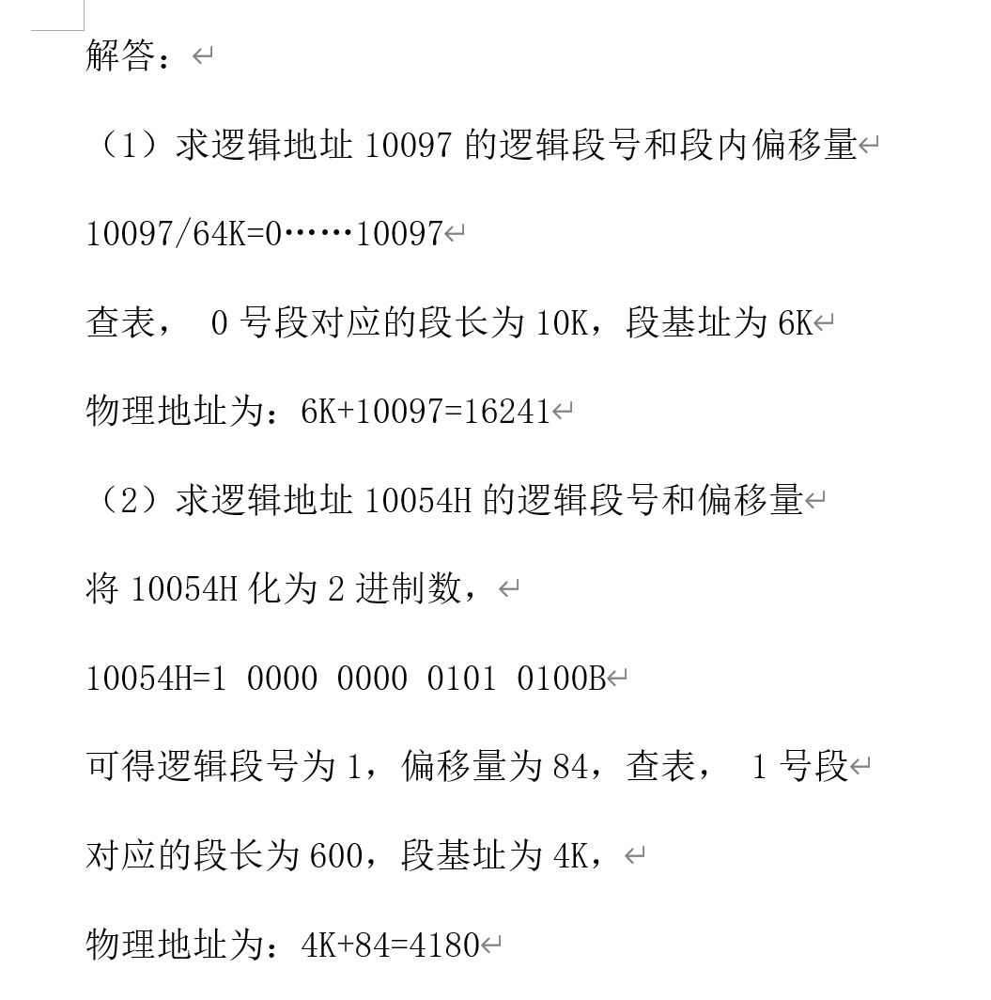 解答：
（1）求逻辑地址 10097 的逻辑段号和段内偏移量
10097/64K=0……10097
查表， 0 号段对应的段长为 10K，段基址为 6K
物理地址为：6K+10097=16241
（2）求逻辑地址 10054H 的逻辑段号和偏移量
将 10054H 化为 2 进制数，
10054H=1 0000 0000 0101 0100B
可得逻辑段号为 1，偏移量为 84，查表， 1 号段
对应的段长为 600，段基址为 4K，
物理地址为：4K+84=4180